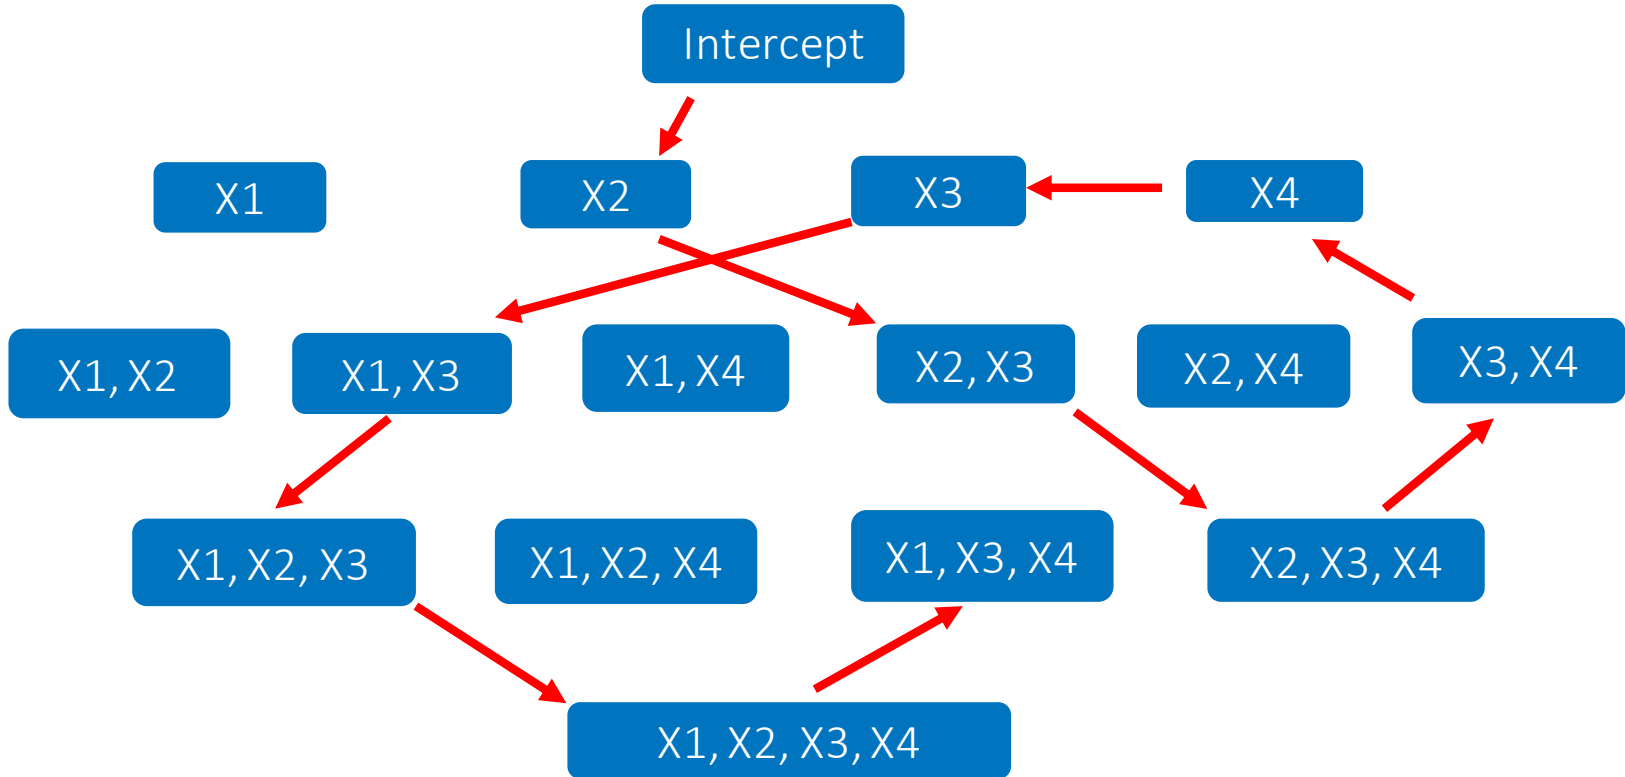 Intercept
X1
X2
X3
X4
X1, X2
X1, X3
X1, X4
X2, X3
X2, X4
X3, X4
X1, X2, X3
X1, X2, X4
X1, X3, X4
X2, X3, X4
X1, X2, X3, X4